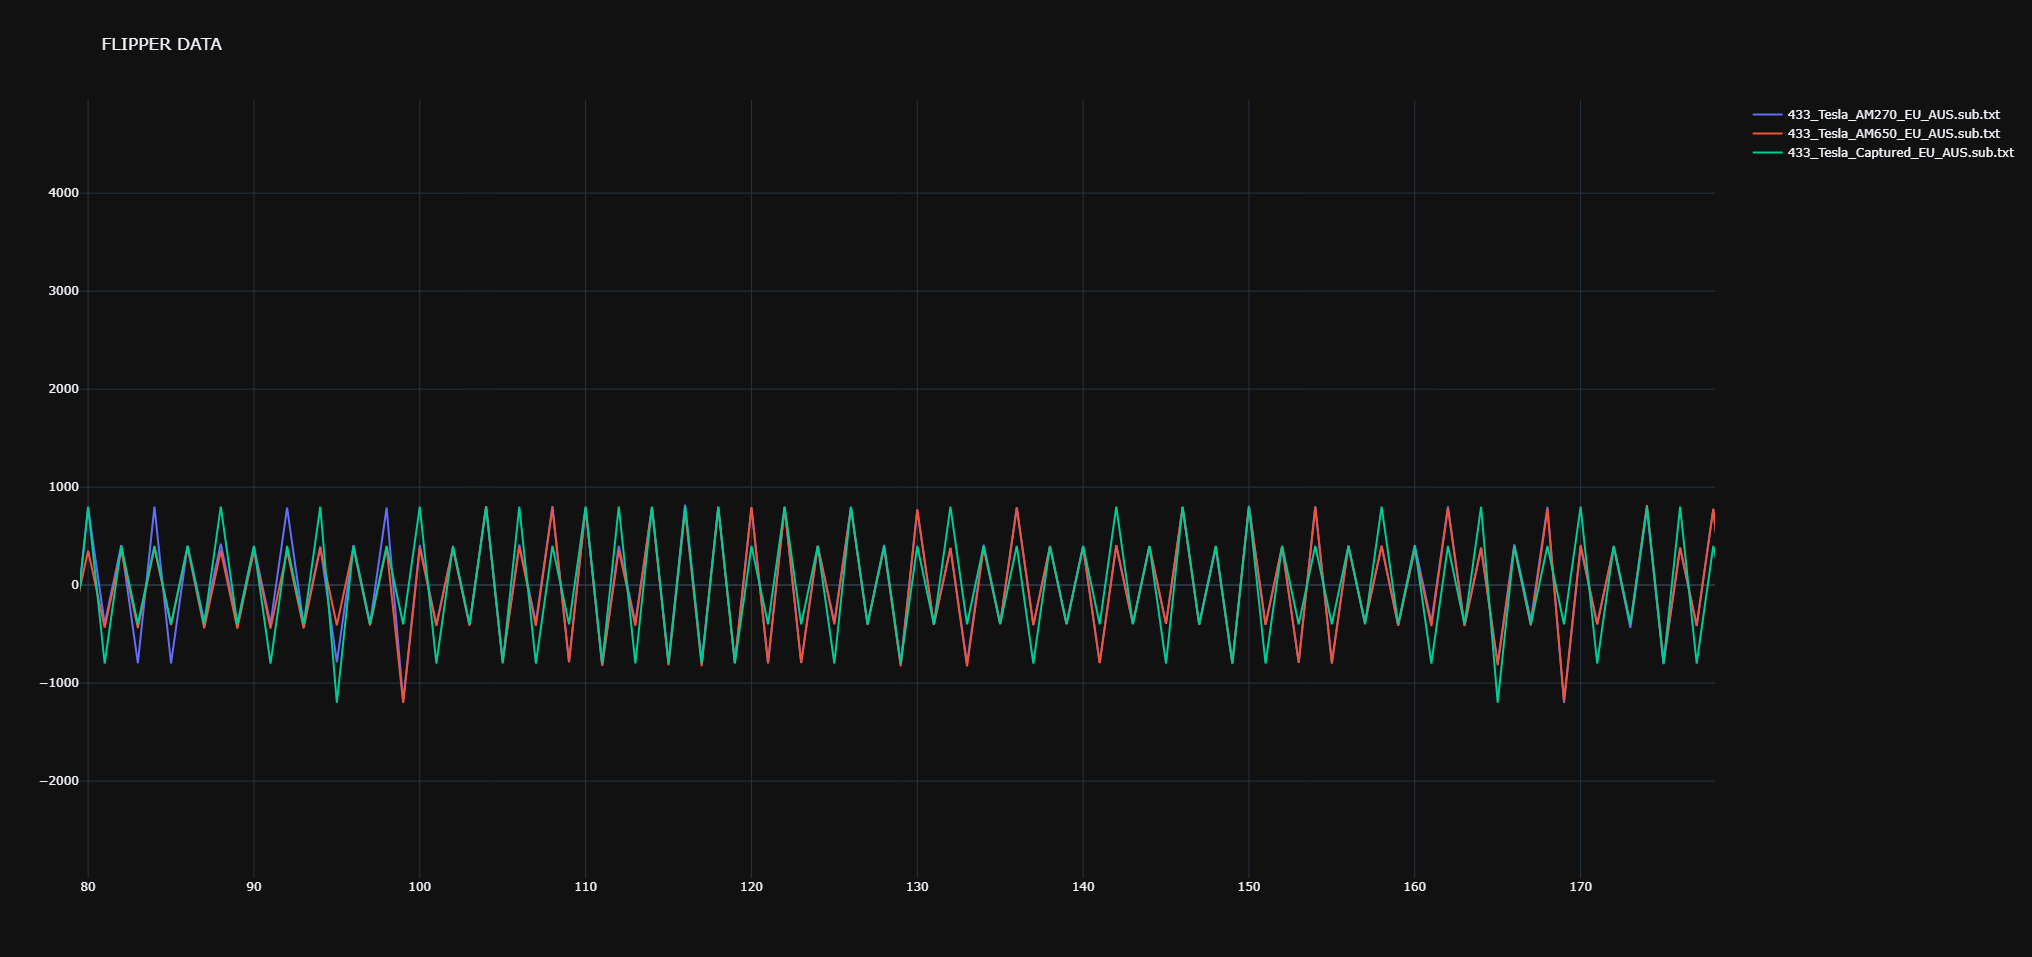 FLIPPER DATA
433_Tesla_AM270_EU_AUS.sub.txt
433_Tesla_AM650_EU_AUS.sub.txt
433_Tesla_Captured_EU_AUS.sub.txt
4000
3000
2000
1000
0
−1000
−2000
80 90 100 110 120 130 140 150 160 170